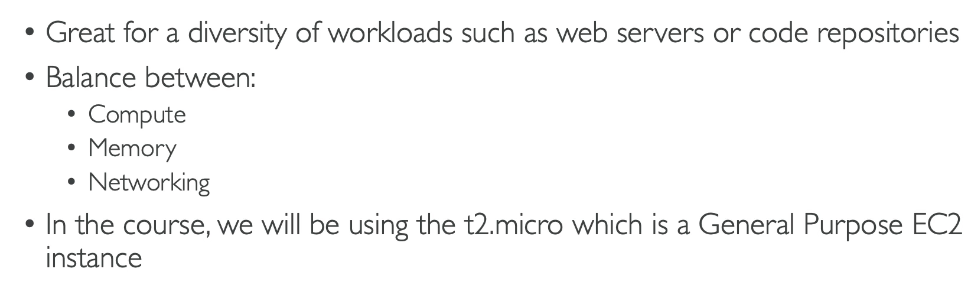 • Great for a diversity of workloads such as web servers or code repositories
• Balance between:
• Compute
• Memory
• Networking
• In the course, we will be using the t2.micro which is a General Purpose EC2
instance